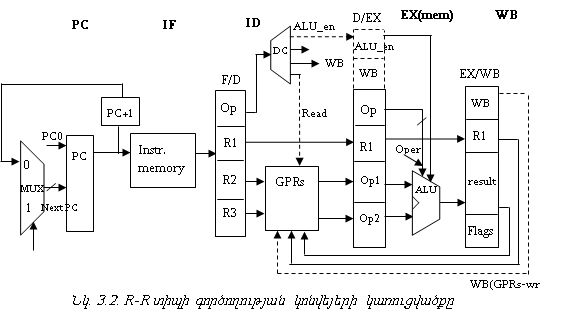 PC IF ID EX(mem) WB
D/EX
ALU_en
ALU_en
DC
WB
WB
EX/WB
F/D
PC+1
Op
Op
WB
Read
PC0
PC
Instr.
memory
R1
R1
R1
Oper
0
MUX
1
NextPC
R2
GPRs
Op1
ALU
result
R3
Op2
Flags
WB(GPRs-wr
Նկ. 3.2. R-R տիպի գործողության կոնվեյերի կառուցվածքը